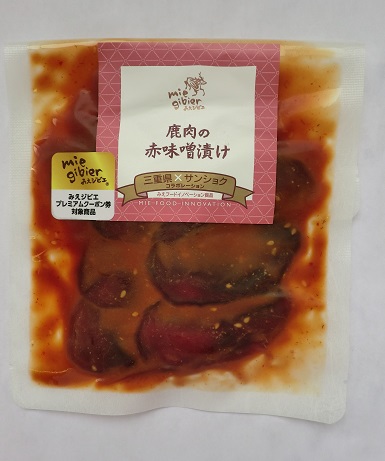 mie
gibier
みえジビエ
鹿肉の
赤味噌漬け
三重県×サンショク
コラボレーション
みえフードイノベーション商品
MIE FOOD INNOVATION
mie
gibier
みえジビエ
みえジビエ
プレミアムクーポン券
対象商品